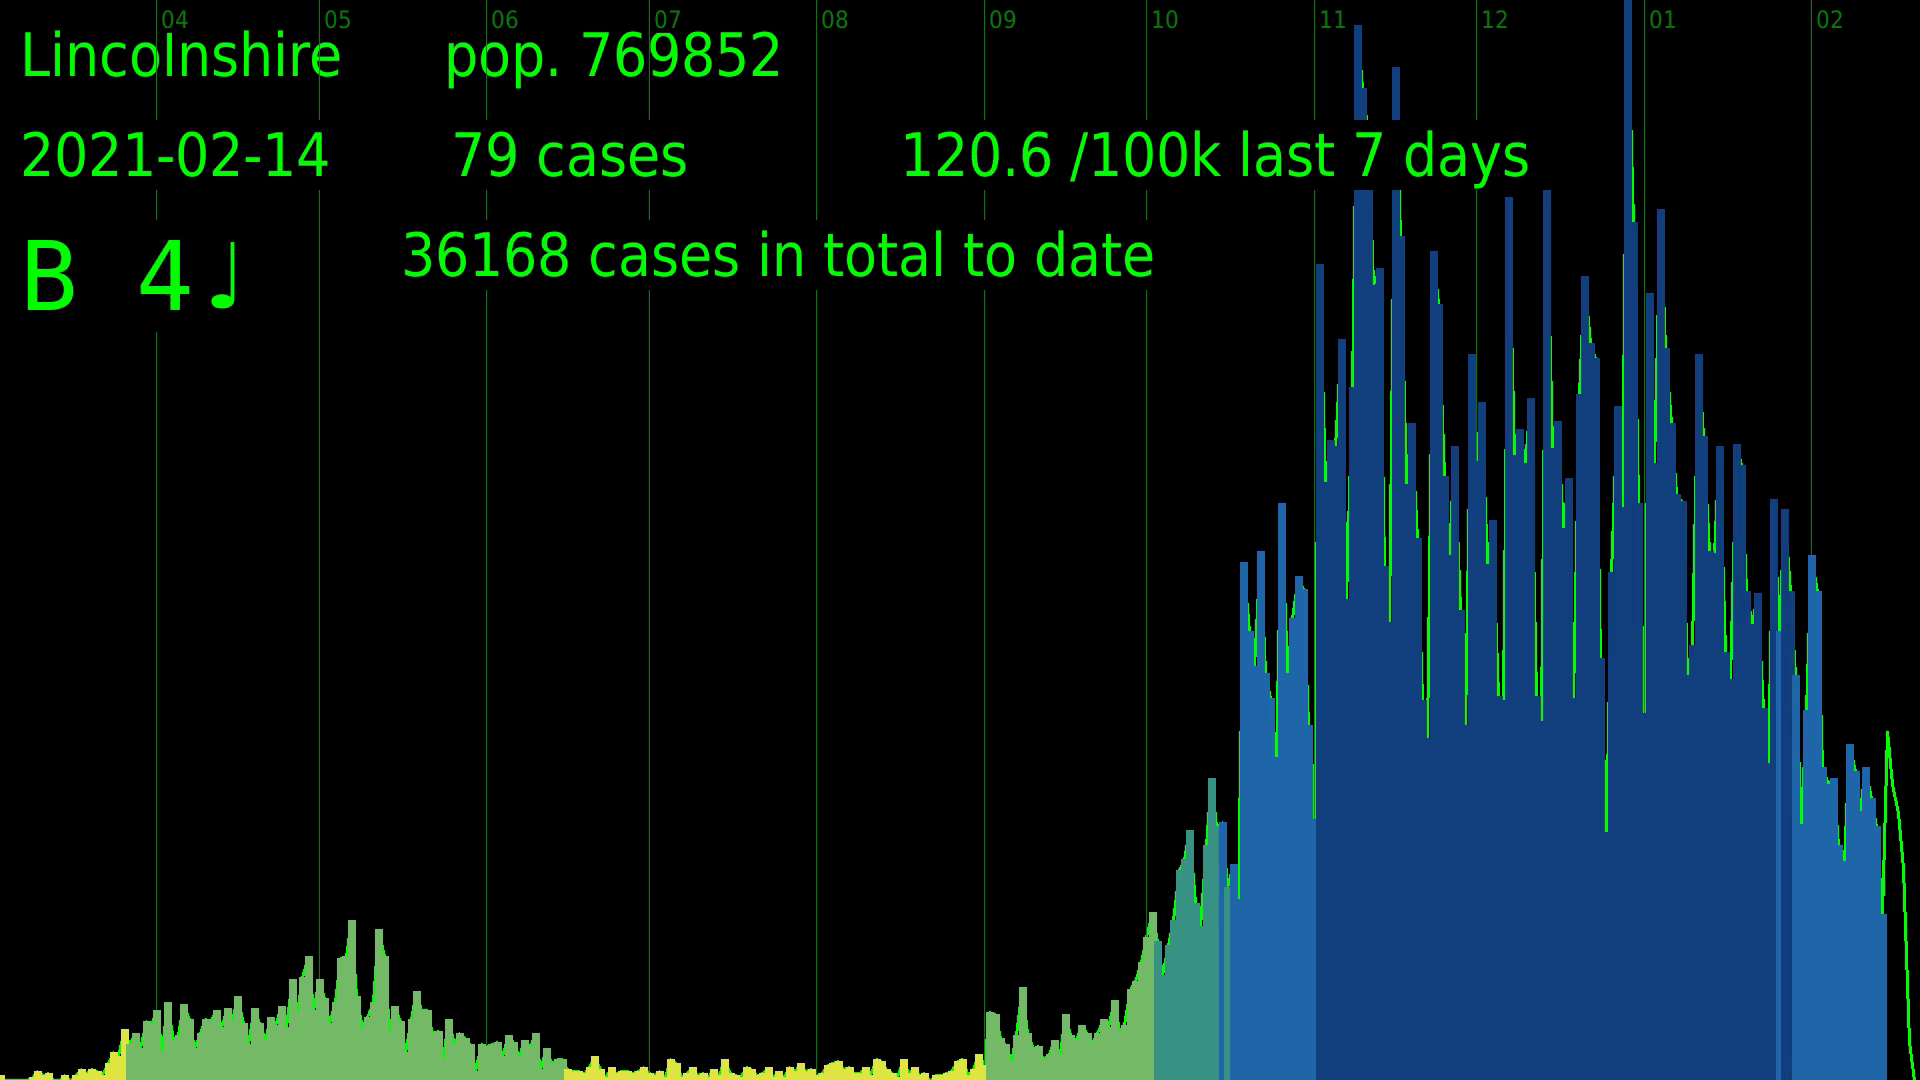 04 05 06 07 08 09 10 11 12 01 02
Lincolnshire pop. 769852
2021-02-14 79 cases 120.6 /100k last 7 days
B 4♩ 36168 cases in total to date